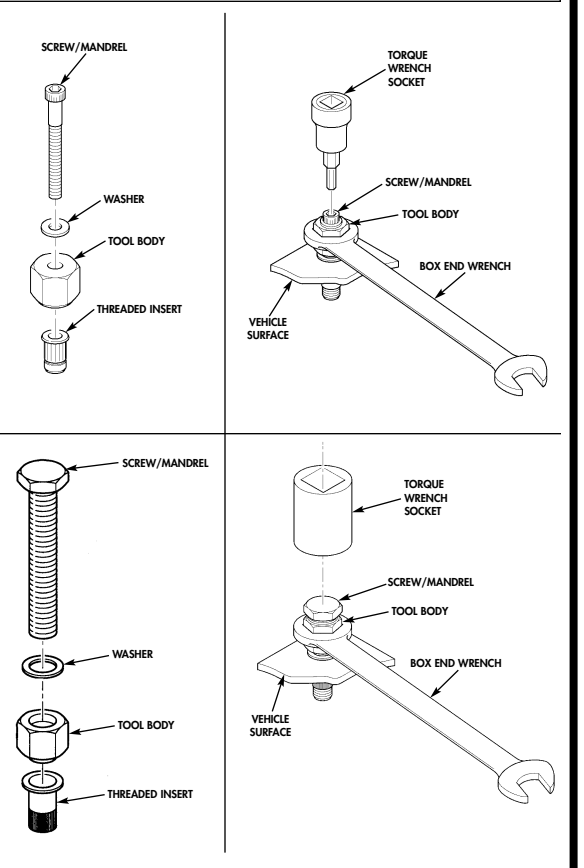 SCREW/MANDREL
WASHER
TOOL BODY
THREADED INSERT
TORQUE
WRENCH
SOCKET
SCREW/MANDREL
TOOL BODY
BOX END WRENCH
VEHICLE
SURFACE
SCREW/MANDREL
WASHER
TOOL BODY
THREADED INSERT
TORQUE
WRENCH
SOCKET
SCREW/MANDREL
TOOL BODY
BOX END WRENCH
VEHICLE
SURFACE